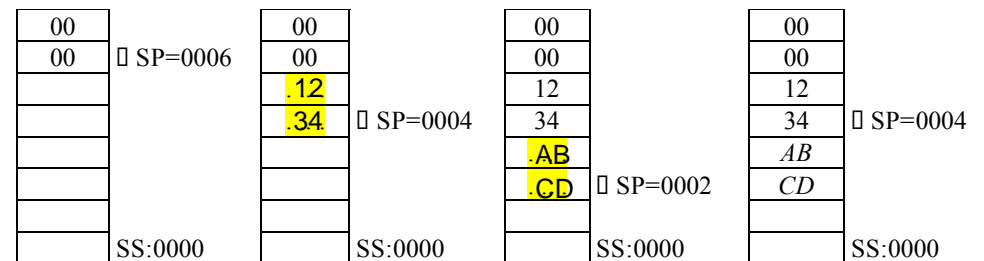 00 00 00 00
00 ▯ SP=0006 00 00 00
.12 12 12
.34. ▯ SP=0004 34 34 ▯ SP=0004
.AB AB
.CD ▯ SP=0002 CD
SS:0000 SS:0000 SS:0000 SS:0000